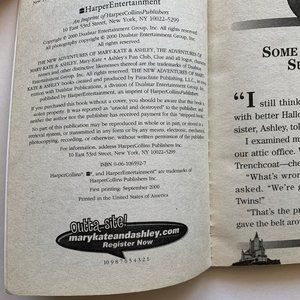 HarperEntertainment
An Imprint of HarperCollinsPublishers
10 East 53rd Street, New York, NY 10022–5299
Copyright © 2000 Dualstar Entertainment Group, Inc. All rights reserved.
All photography copyright © 2000 Dualstar Entertainment Group, Inc.
All rights reserved.
THE NEW ADVENTURES OF MARY-KATE & ASHLEY, THE ADVENTURES OF
MARY-KATE & ASHLEY, Mary-Kate + Ashley's Fun Club, Clue and all logos, character
names and other distinctive likenesses thereof are the trademarks of Dualstar
Entertainment Group, Inc. All rights reserved. THE NEW ADVENTURES OF MARY-
KATE & ASHLEY books created and produced by Parachute Publishing, L.L.C., in
cooperation with Dualstar Publications, a division of Dualstar Entertainment Group, Inc.,
published by HarperEntertainment, an imprint of HarperCollinsPublishers.
If you purchased this book without a cover, you should be aware that this book is
stolen property. It was reported as "unsold and destroyed" to the publisher, and
neither the author nor the publisher has received any payment for this "stripped book."
No part of this publication may be reproduced in whole or in part, or stored in a
retrieval system, or transmitted in any form or by any means, electronic, mechanical,
photocopying, recording, or otherwise, without written permission of the publisher.
For information, address HarperCollins Publishers Inc.
10 East 53rd Street, New York, NY 10022–5299.
ISBN 0-06-106592-7
HarperCollins®, ®, and HarperEntertainment™ are trademarks of
HarperCollins Publishers Inc.
First printing: September 2000
Printed in the United States of America
Outta-site!
marykateandashley.com
Register Now
10 9 8 7 6 5 4 3 2 1
SOME
SU
"I still think
with better Hallo
sister, Ashley, to
I examined m
our attic office. W
Trenchcoat—the
"What's wron
asked. "We're
Twins!"
"That's the p
gave the belt arou